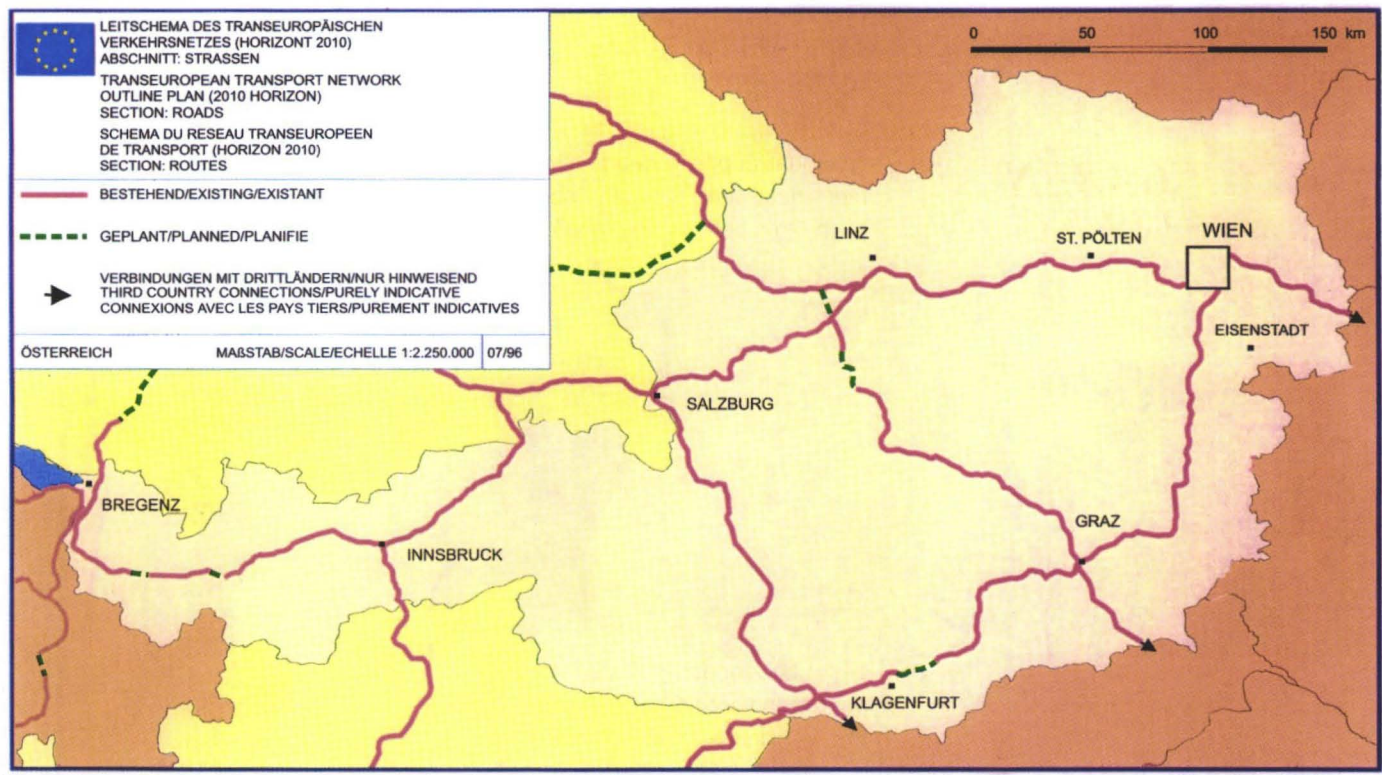 LEITSCHEMA DES TRANSEUROPÄISCHEN
VERKEHRSNETZES (HORIZONT 2010)
ABSCHNITT: STRASSEN
TRANSEUROPEAN TRANSPORT NETWORK
OUTLINE PLAN (2010 HORIZON)
SECTION: ROADS
SCHEMA DU RESEAU TRANSEUROPEEN
DE TRANSPORT (HORIZON 2010)
SECTION: ROUTES
BESTEHEND/EXISTING/EXISTANT
GEPLANT/PLANNED/PLANIFIE
VERBINDUNGEN MIT DRITTLÄNDERN/NUR HINWEISEND
THIRD COUNTRY CONNECTIONS/PURELY INDICATIVE
CONNEXIONS AVEC LES PAYS TIERS/PUREMENT INDICATIVES
ÖSTERREICH MAßSTAB/SCALE/ECHELLE 1:2.250.000 07/96
0 50 100 150 km
LINZ
ST. PÖLTEN
WIEN
EISENSTADT
SALZBURG
BREGENZ
INNSBRUCK
GRAZ
KLAGENFURT